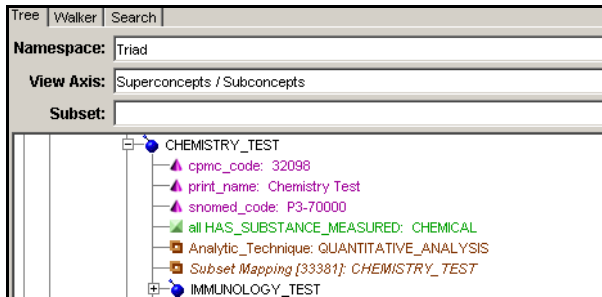 Tree Walker Search
Namespace: Triad
View Axis: Superconcepts / Subconcepts
Subset:
CHEMISTRY_TEST
cpmc_code: 32098
print_name: Chemistry Test
snomed_code: P3-70000
all HAS_SUBSTANCE_MEASURED: CHEMICAL
Analytic_Technique: QUANTITATIVE_ANALYSIS
Subset Mapping [33381]: CHEMISTRY_TEST
IMMUNOLOGY_TEST